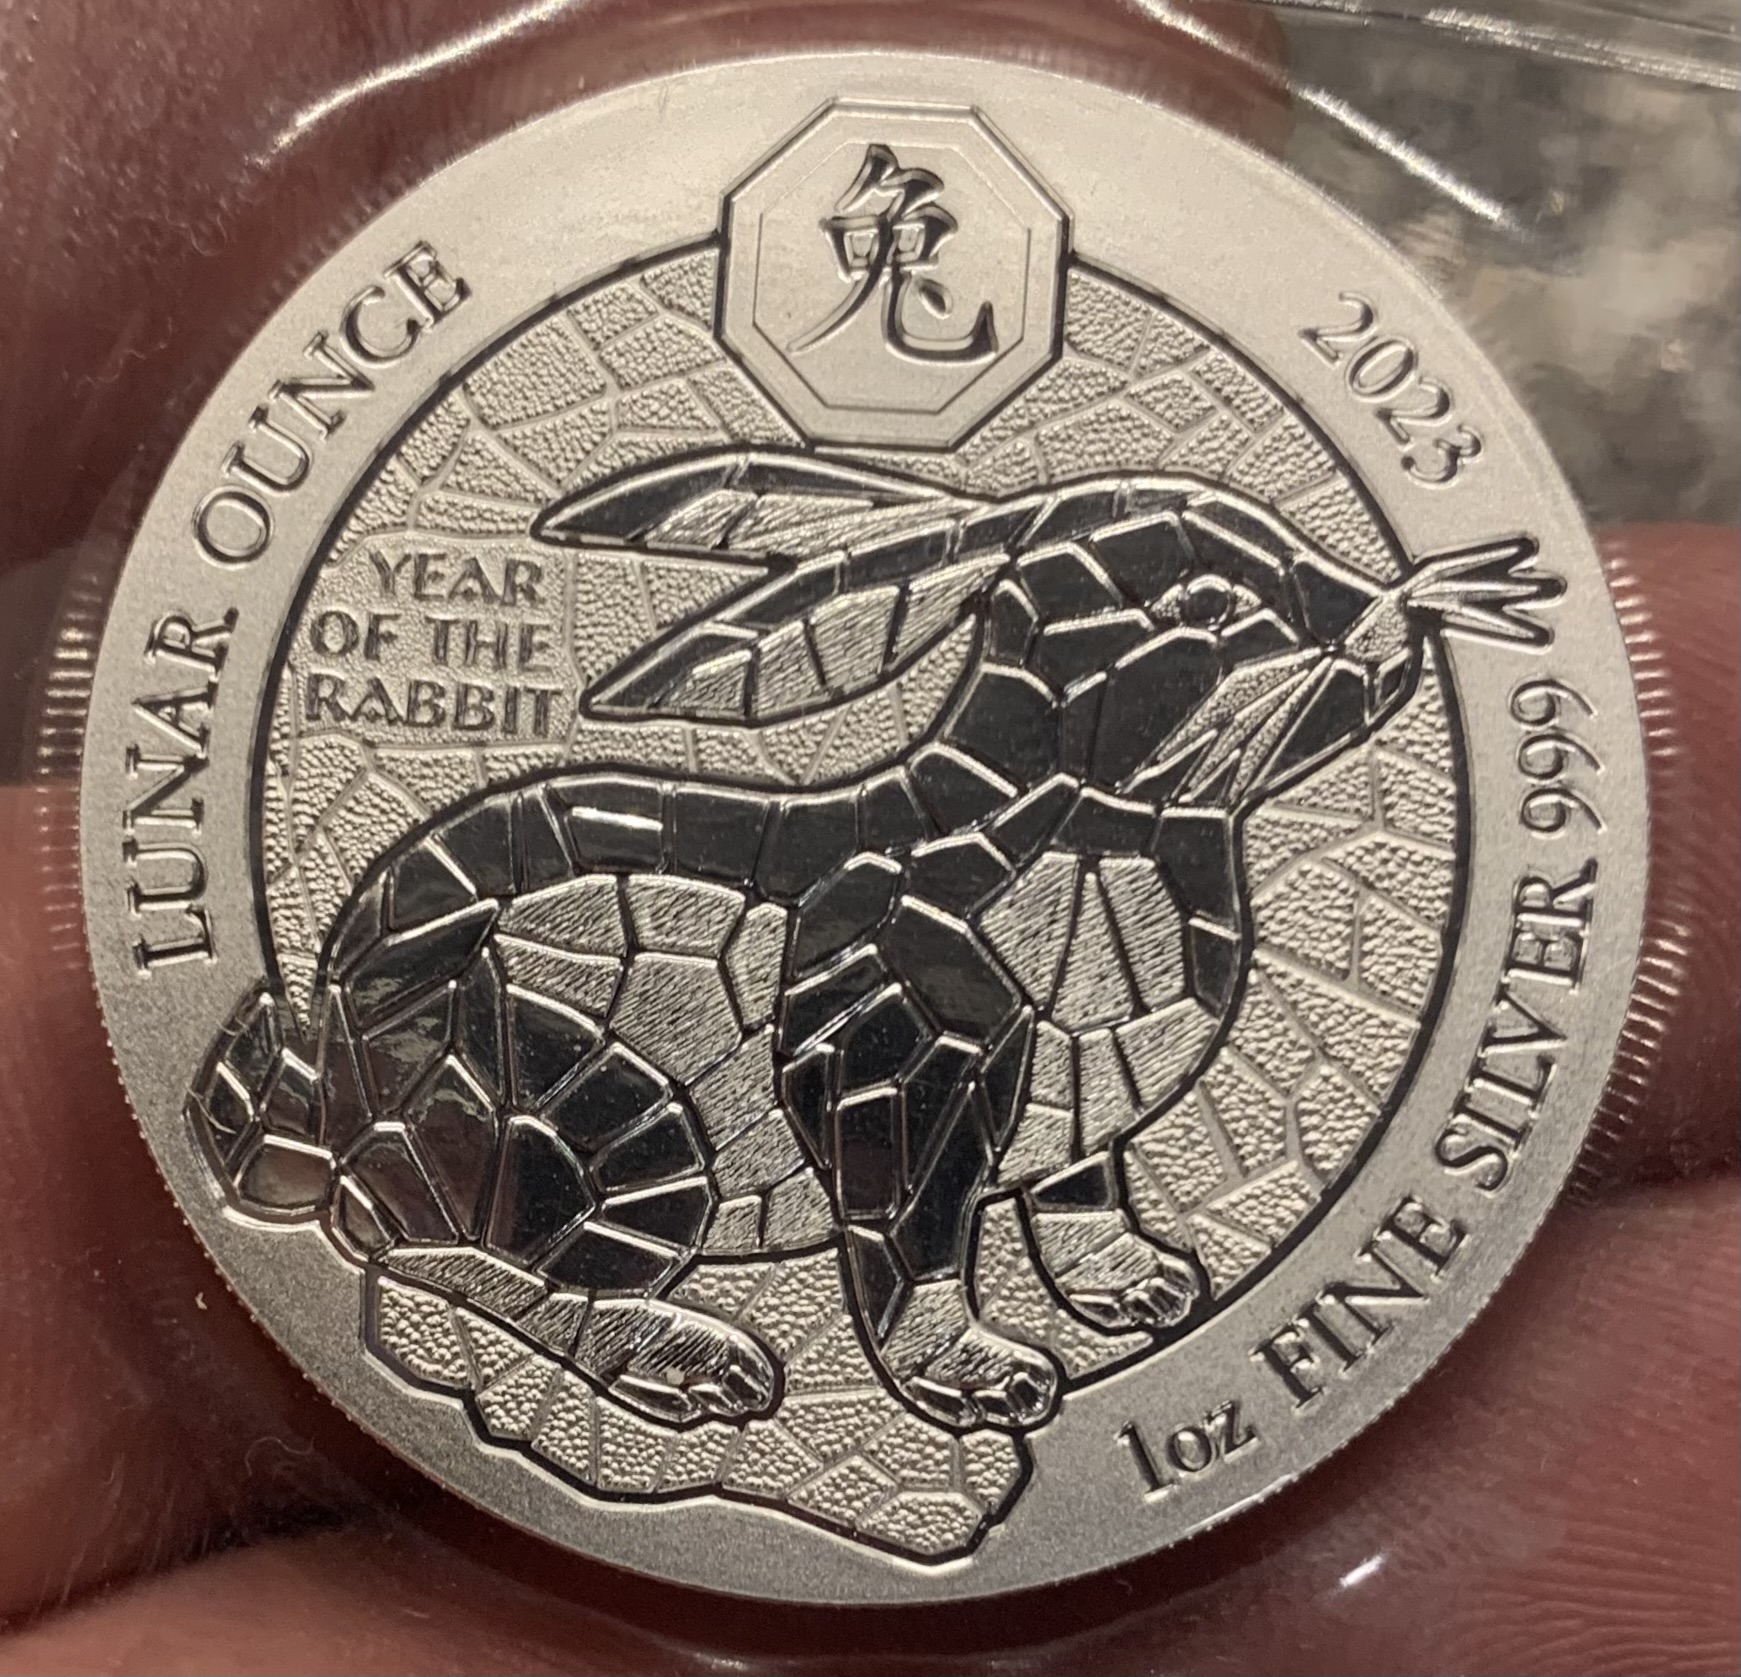 兔
LUNAR OUNCE
2023
YEAR
OF THE
RABBIT
1oz FINE SILVER 999